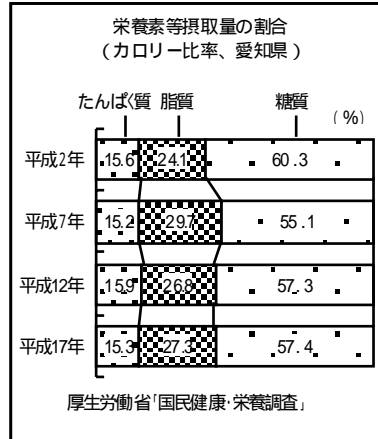 栄養素等摂取量の割合
(カロリー比率、愛知県)
たんぱく質 脂質 糖質
(%)
平成2年 15.6 24.1 60.3
平成7年 15.2 29.7 55.1
平成12年 15.9 26.8 57.3
平成17年 15.3 27.3 57.4
厚生労働省「国民健康・栄養調査」